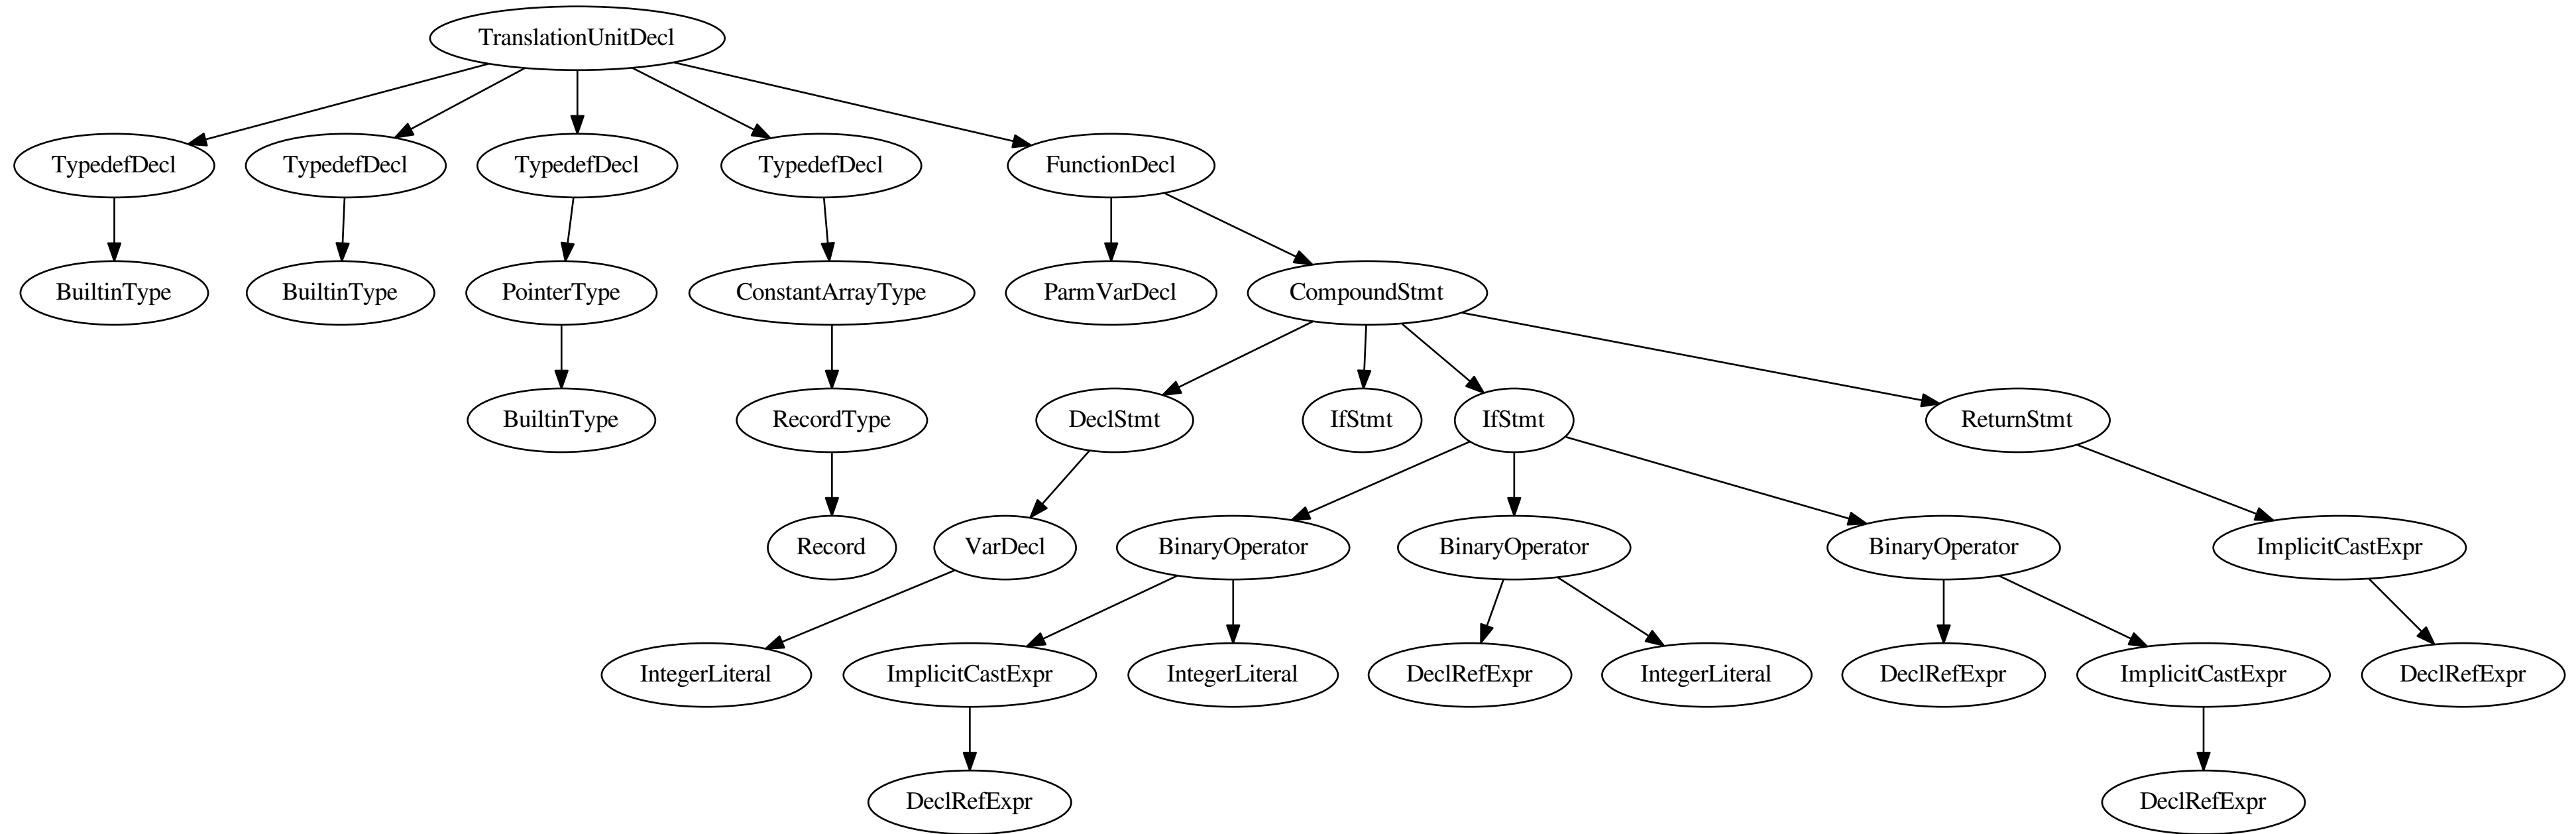 TranslationUnitDecl
TypedefDecl
TypedefDecl
TypedefDecl
TypedefDecl
FunctionDecl
BuiltinType
BuiltinType
PointerType
ConstantArrayType
ParmVarDecl
CompoundStmt
BuiltinType
RecordType
DeclStmt
IfStmt
IfStmt
ReturnStmt
Record
VarDecl
BinaryOperator
BinaryOperator
BinaryOperator
ImplicitCastExpr
IntegerLiteral
ImplicitCastExpr
IntegerLiteral
DeclRefExpr
IntegerLiteral
DeclRefExpr
ImplicitCastExpr
DeclRefExpr
DeclRefExpr
DeclRefExpr